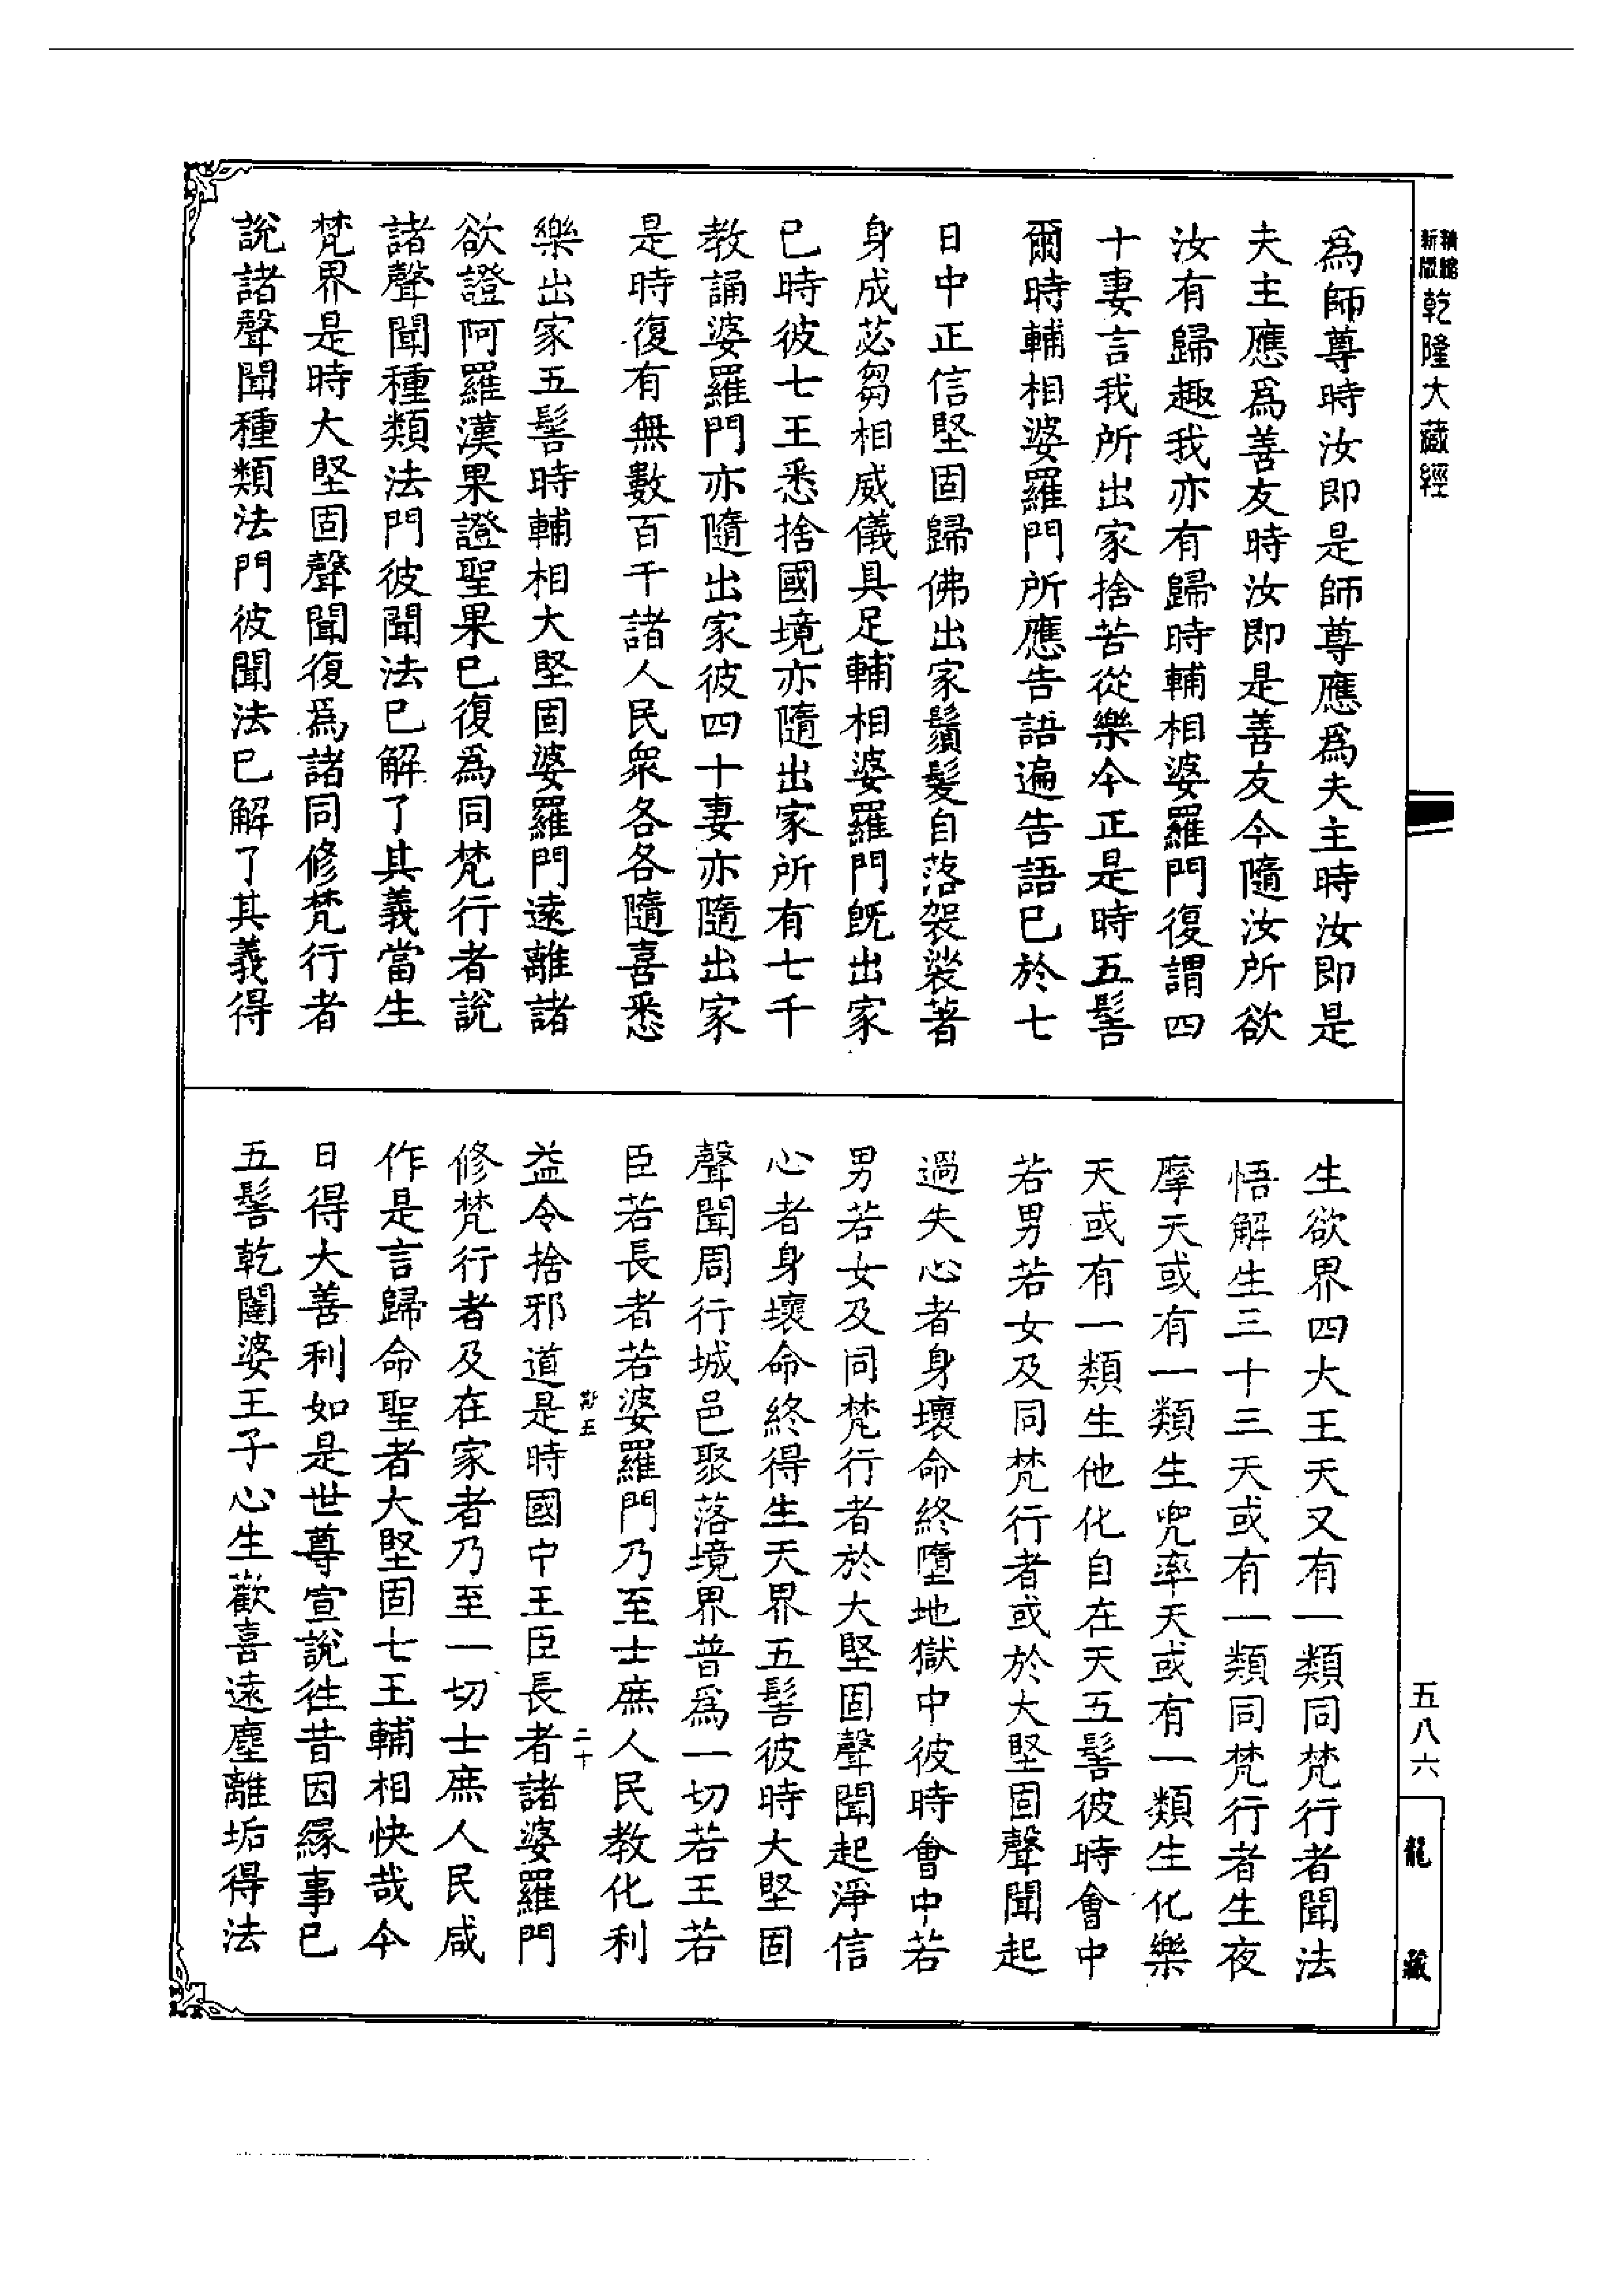 新版
乾隆大藏經
為師尊時汝即是師尊應為夫主時汝即是
夫主應為善友時汝即是善友今隨汝所欲
汝有歸趣我亦有歸時輔相婆羅門復謂四
十妻言我所出家捨苦從樂今正是時五髻
爾時輔相婆羅門所應告語遍告語已於七
日中正信堅固歸佛出家鬚髮自落袈裟著
身成苾芻相威儀具足輔相婆羅門既出家
已時彼七王悉捨國境亦隨出家所有七千
教誦婆羅門亦隨出家彼四十妻亦隨出家
是時復有無數百千諸人民眾各各隨喜悉
樂出家五髻時輔相大堅固婆羅門遠離諸
欲證阿羅漢果證聖果已復為同梵行者說
諸聲聞種類法門彼聞法已解了其義當生
梵界是時大堅固聲聞復為諸同修梵行者
說諸聲聞種類法門彼聞法已解了其義得
生欲界四大王天又有一類同梵行者聞法
悟解生三十三天或有一類同梵行者生夜
摩天或有一類生兜率天或有一類生化樂
天或有一類生他化自在天五髻彼時會中
若男若女及同梵行者或於大堅固聲聞起
過失心者身壞命終墮地獄中彼時會中若
男若女及同梵行者於大堅固聲聞起淨信
心者身壞命終得生天界五髻彼時大堅固
聲聞周行城邑聚落境界普為一切若王若
臣若長者若婆羅門乃至士庶人民教化利
二十
益令捨邪道是時國中王臣長者諸婆羅門
修梵行者及在家者乃至一切士庶人民咸
作是言歸命聖者大堅固七王輔相快哉今
日得大善利如是世尊宣說往昔因緣事已
五髻乾闥婆王子心生歡喜遠塵離垢得法
五八六
龍藏